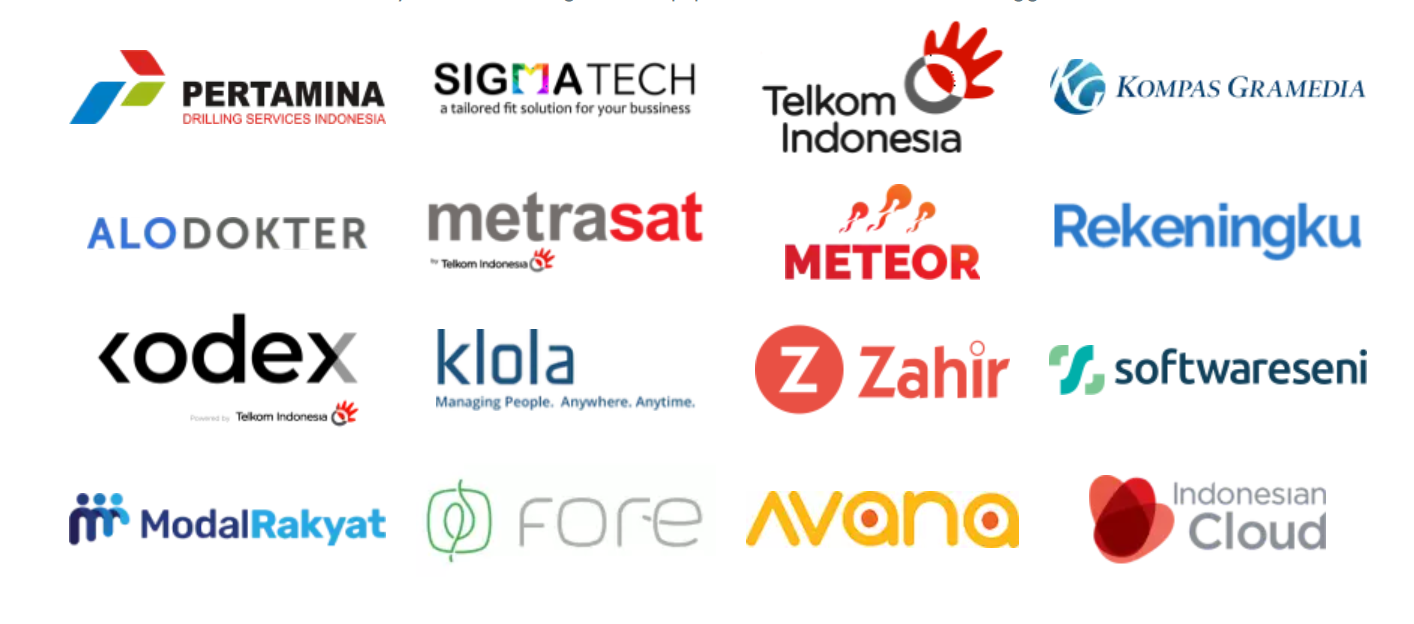 PERTAMINA
DRILLING SERVICES INDONESIA
SIGMATECH
a tailored fit solution for your bussiness
Telkom
Indonesia
KOMPAS GRAMEDIA
ALODOKTER
metrasat
by Telkom Indonesia
METEOR
Rekeningku
kodex
Powered by Telkom Indonesia
klola
Managing People. Anywhere. Anytime.
Z Zahir
softwareseni
ModalRakyat
FORE
AVANA
Indonesian
Cloud